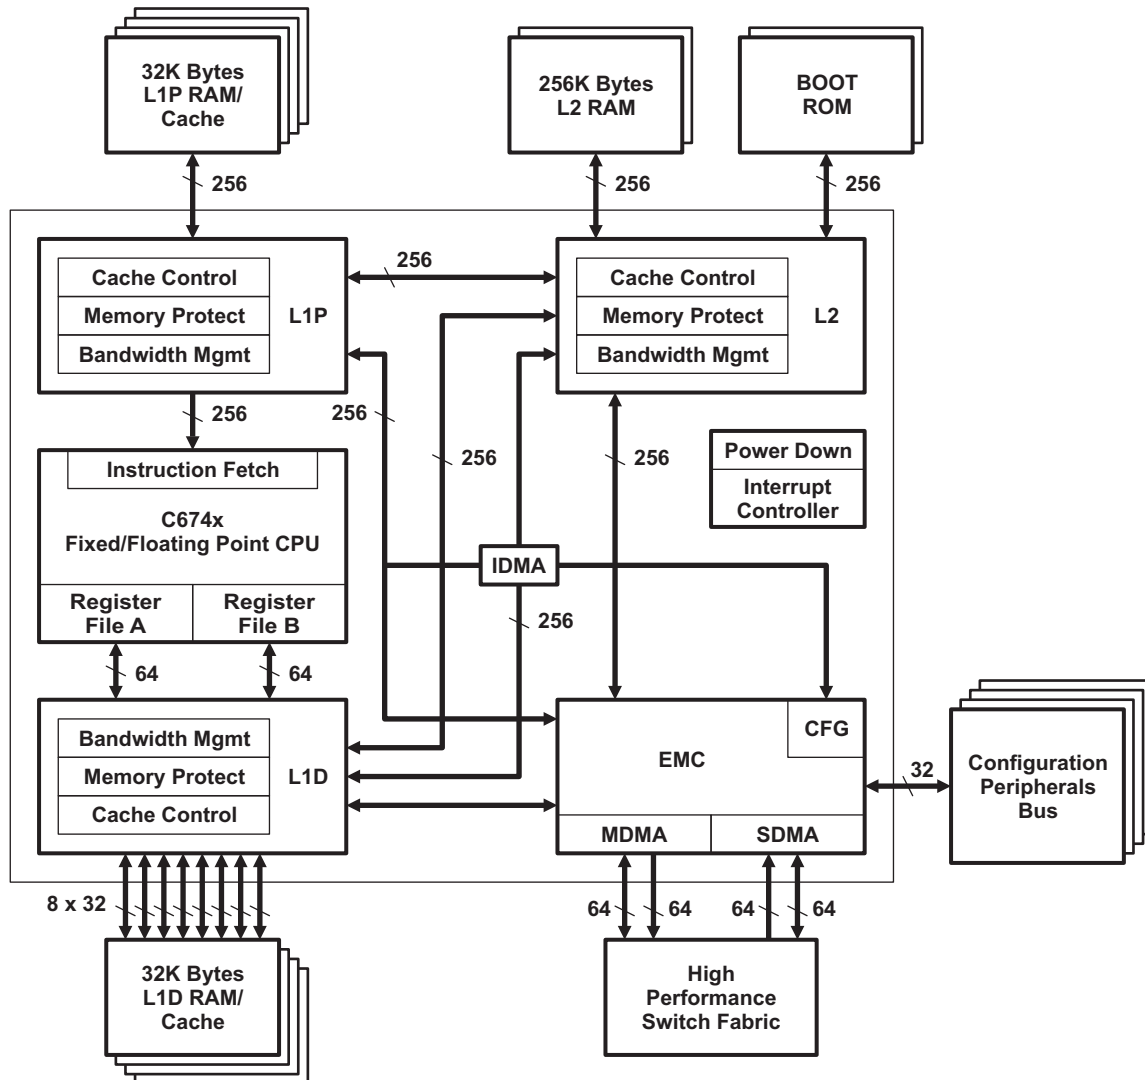 32K Bytes
L1P RAM/
Cache
256K Bytes
L2 RAM
BOOT
ROM
256
256
256
Cache Control
Memory Protect
Bandwidth Mgmt
L1P
256
Cache Control
Memory Protect
Bandwidth Mgmt
L2
256
256
256
256
Instruction Fetch
C674x
Fixed/Floating Point CPU
Register
File A
Register
File B
Power Down
Interrupt
Controller
IDMA
256
64
64
Bandwidth Mgmt
Memory Protect
Cache Control
L1D
CFG
EMC
MDMA
SDMA
32
Configuration
Peripherals
Bus
8 x 32
64
64
64
64
32K Bytes
L1D RAM/
Cache
High
Performance
Switch Fabric